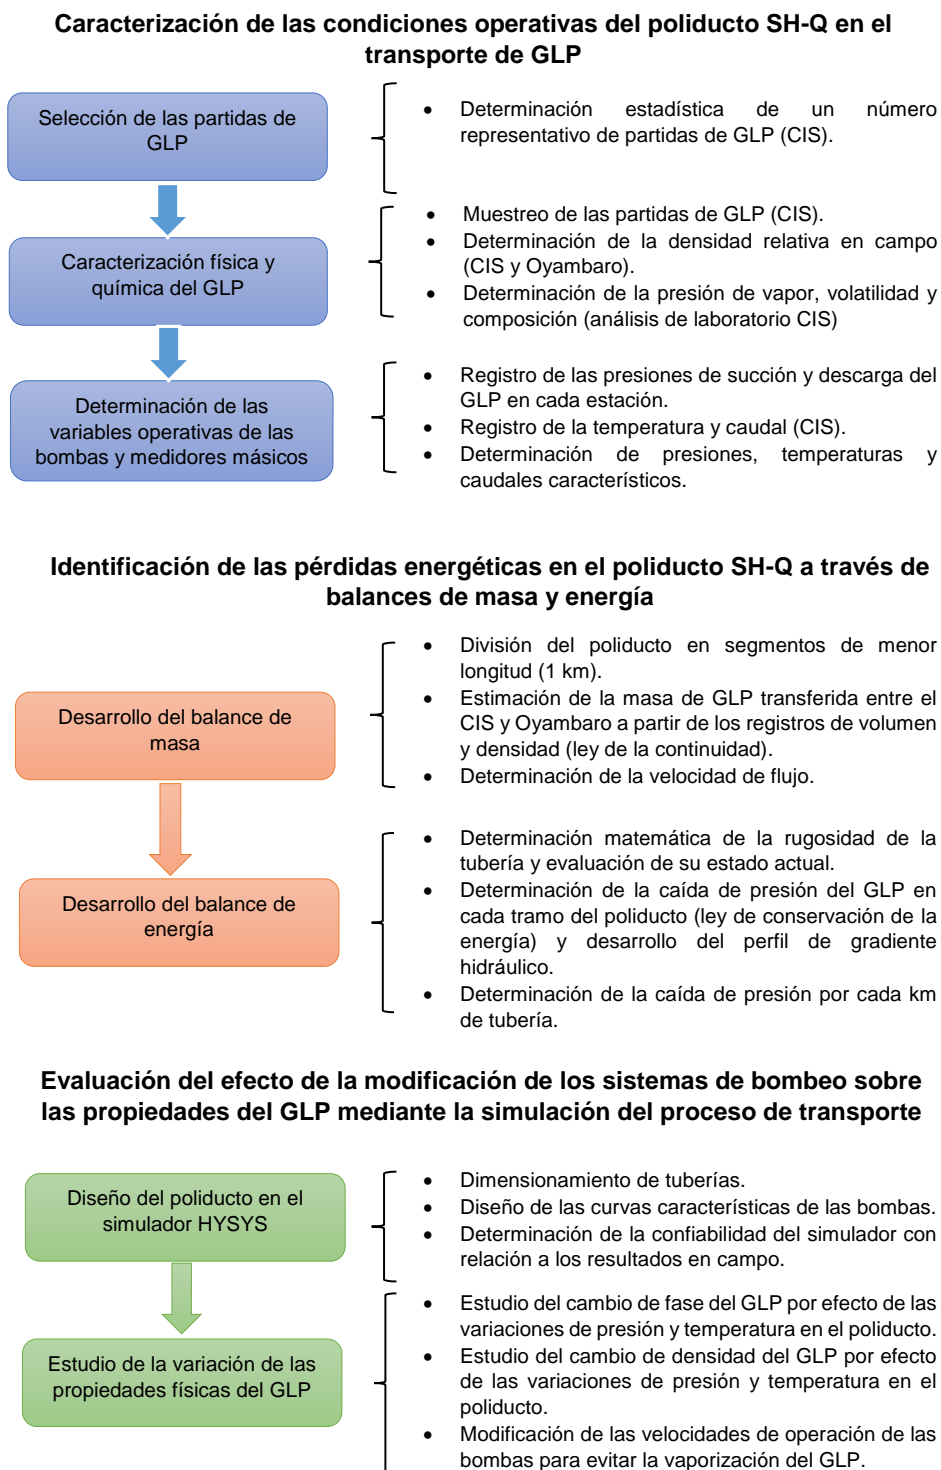 Caracterización de las condiciones operativas del poliducto SH-Q en el
transporte de GLP
Selección de las partidas de
GLP
• Determinación estadística de un número
representativo de partidas de GLP (CIS).
Caracterización física y
química del GLP
• Muestreo de las partidas de GLP (CIS).
• Determinación de la densidad relativa en campo
(CIS y Oyambaro).
• Determinación de la presión de vapor, volatilidad y
composición (análisis de laboratorio CIS)
Determinación de las
variables operativas de las
bombas y medidores másicos
• Registro de las presiones de succión y descarga del
GLP en cada estación.
• Registro de la temperatura y caudal (CIS).
• Determinación de presiones, temperaturas y
caudales característicos.
Identificación de las pérdidas energéticas en el poliducto SH-Q a través de
balances de masa y energía
Desarrollo del balance de
masa
• División del poliducto en segmentos de menor
longitud (1 km).
• Estimación de la masa de GLP transferida entre el
CIS y Oyambaro a partir de los registros de volumen
y densidad (ley de la continuidad).
• Determinación de la velocidad de flujo.
Desarrollo del balance de
energía
• Determinación matemática de la rugosidad de la
tubería y evaluación de su estado actual.
• Determinación de la caída de presión del GLP en
cada tramo del poliducto (ley de conservación de la
energía) y desarrollo del perfil de gradiente
hidráulico.
• Determinación de la caída de presión por cada km
de tubería.
Evaluación del efecto de la modificación de los sistemas de bombeo sobre
las propiedades del GLP mediante la simulación del proceso de transporte
Diseño del poliducto en el
simulador HYSYS
• Dimensionamiento de tuberías.
• Diseño de las curvas características de las bombas.
• Determinación de la confiabilidad del simulador con
relación a los resultados en campo.
Estudio de la variación de las
propiedades físicas del GLP
• Estudio del cambio de fase del GLP por efecto de las
variaciones de presión y temperatura en el poliducto.
• Estudio del cambio de densidad del GLP por efecto
de las variaciones de presión y temperatura en el
poliducto.
• Modificación de las velocidades de operación de las
bombas para evitar la vaporización del GLP.